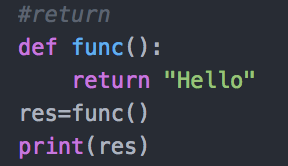 #return
def func():
    return "Hello"
res=func()
print(res)